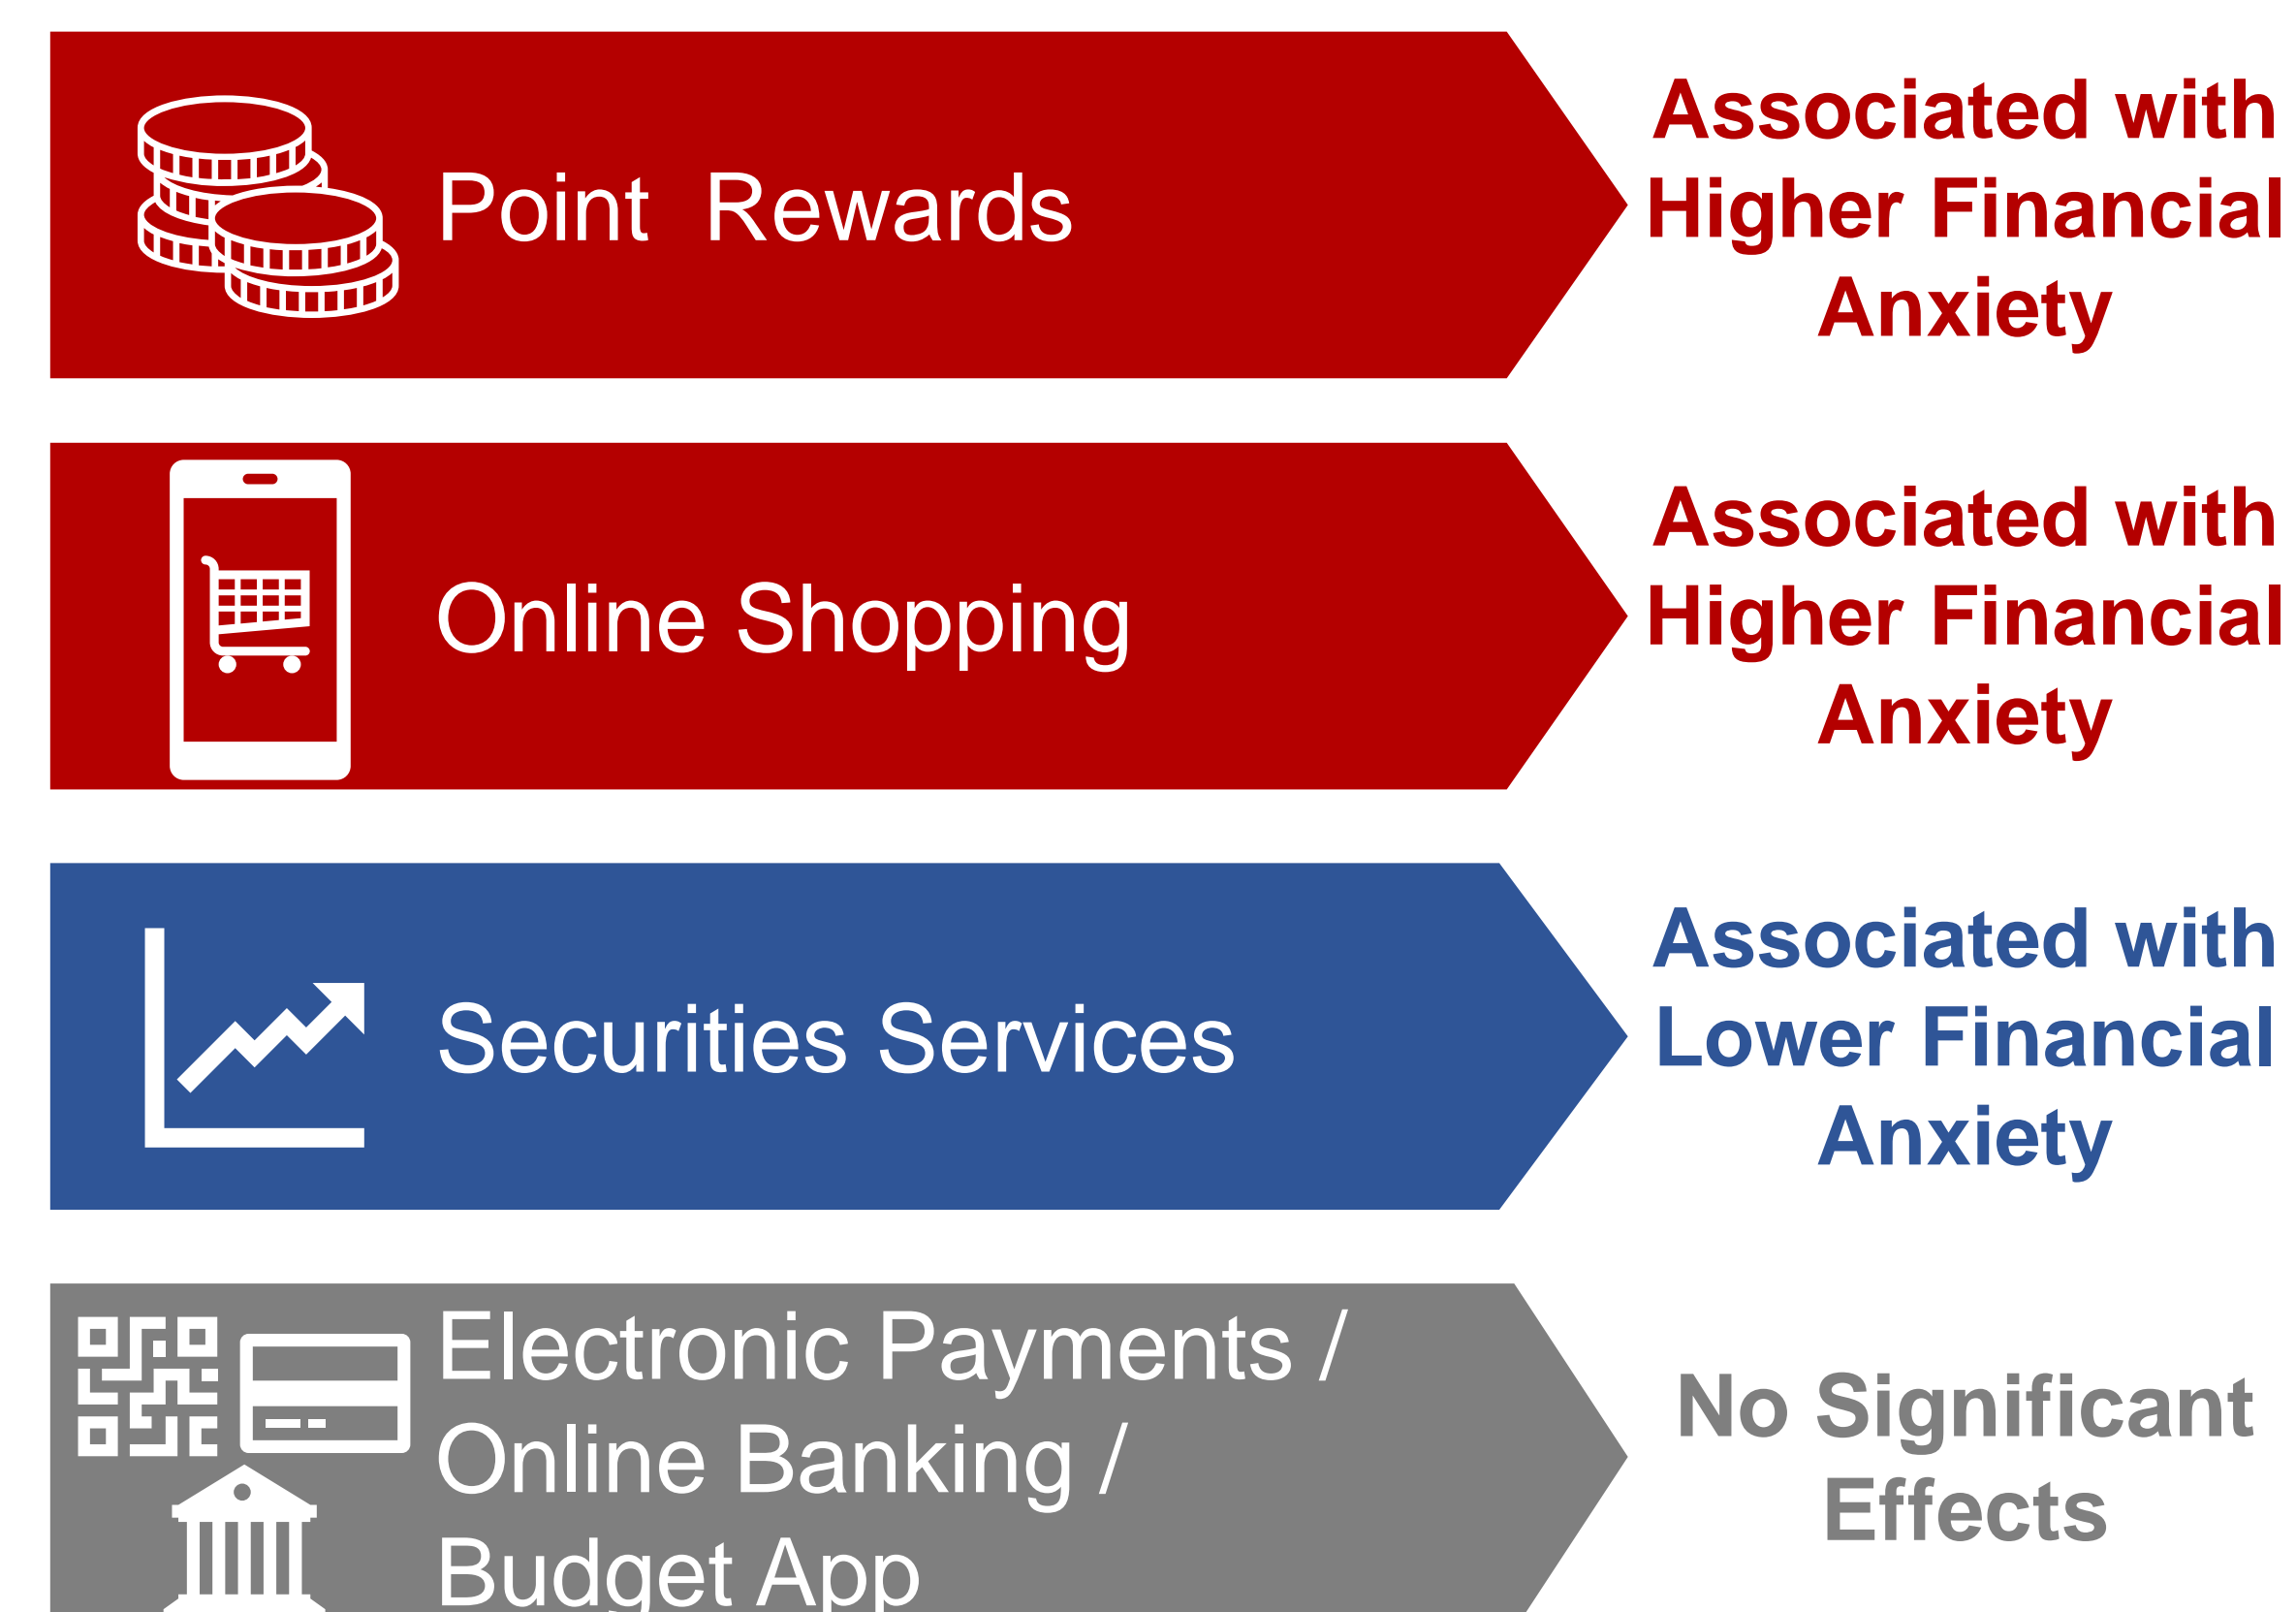 Point Rewards
Associated with
Higher Financial
Anxiety
Online Shopping
Associated with
Higher Financial
Anxiety
Securities Services
Associated with
Lower Financial
Anxiety
Electronic Payments /
Online Banking /
Budget App
No Significant
Effects